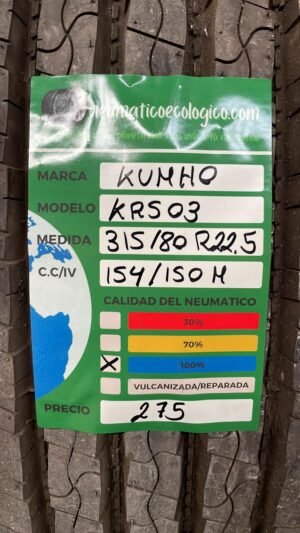 neumaticoecologico.com
MARCA KUMHO
MODELO KRS03
MEDIDA 315/80 R22.5
C.C/IV 154/150 M
CALIDAD DEL NEUMATICO
30%
70%
X 100%
VULCANIZADA/REPARADA
PRECIO 275